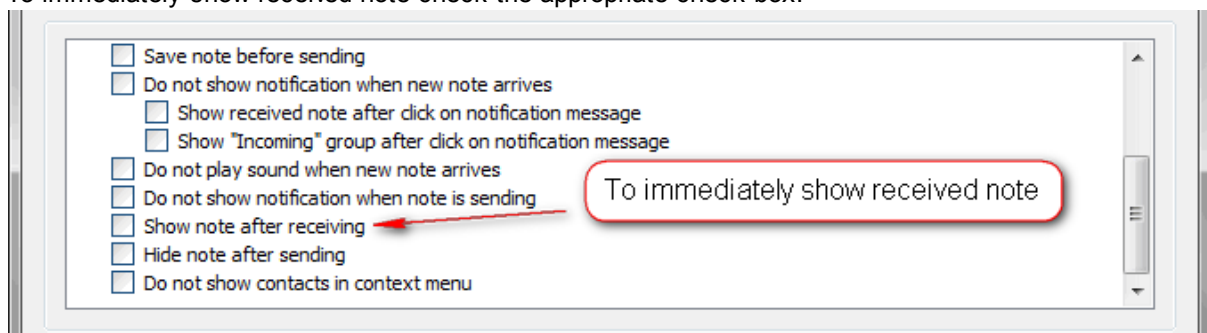 To immediately show received note check the appropriate check box.
Save note before sending
Do not show notification when new note arrives
Show received note after click on notification message
Show "Incoming" group after click on notification message
Do not play sound when new note arrives
Do not show notification when note is sending
To immediately show received note
Show note after receiving
Hide note after sending
Do not show contacts in context menu